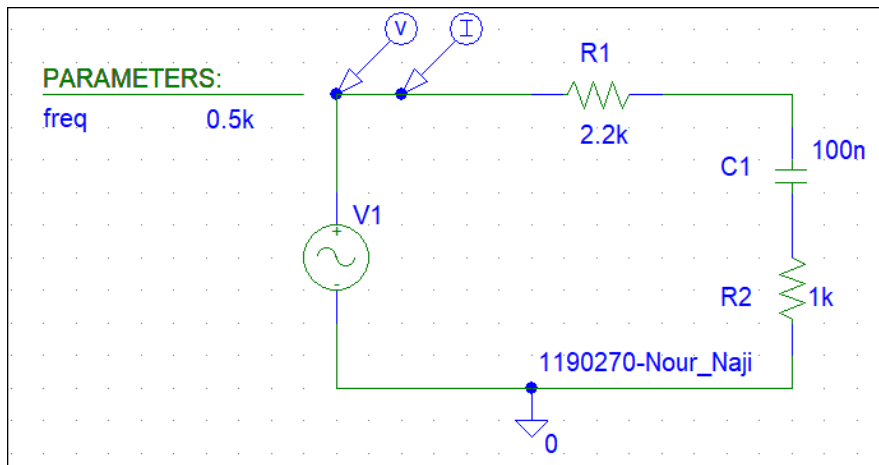 V I
R1
PARAMETERS:
freq 0.5k
2.2k
100n
C1
V1
+
-
R2 1k
1190270-Nour_Naji
0